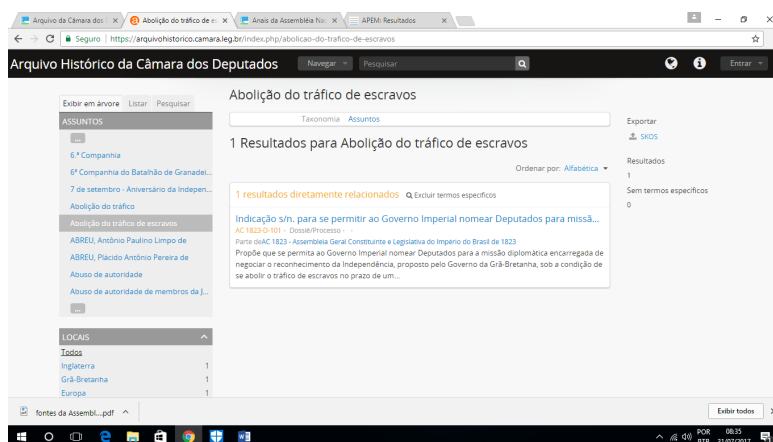 Arquivo da Câmara dos
Abolição do tráfico de es
Anais da Assembléia Nac
APEM: Resultados
Seguro | https://arquivohistorico.camara.leg.br/index.php/abolicao-do-trafico-de-escravos
Arquivo Histórico da Câmara dos Deputados
Navegar
Pesquisar
Entrar
Exibir em árvore Listar Pesquisar
ASSUNTOS
...
6.ª Companhia
6ª Companhia do Batalhão de Granadei...
7 de setembro - Aniversário da Indepen...
Abolição do tráfico
Abolição do tráfico de escravos
ABREU, Antônio Paulino Limpo de
ABREU, Plácido Antônio Pereira de
Abuso de autoridade
Abuso de autoridade de membros da J...
...
LOCAIS
Todos
Inglaterra 1
Grã-Bretanha 1
Europa 1
Abolição do tráfico de escravos
Taxonomia Assuntos
1 Resultados para Abolição do tráfico de escravos
Ordenar por: Alfabética
1 resultados diretamente relacionados Excluir termos específicos
Indicação s/n. para se permitir ao Governo Imperial nomear Deputados para missã...
AC 1823-D-101 - Dossiê/Processo - -
Parte deAC 1823 - Assembleia Geral Constituinte e Legislativa do Império do Brasil de 1823
Propõe que se permita ao Governo Imperial nomear Deputados para a missão diplomática encarregada de
negociar o reconhecimento da Independência, proposto pelo Governo da Grã-Bretanha, sob a condição de
se abolir o tráfico de escravos no prazo de um...
Exportar
SKOS
Resultados
1
Sem termos específicos
0
fontes da Assembl....pdf
Exibir todos
POR
PTB
08:35
31/07/2017